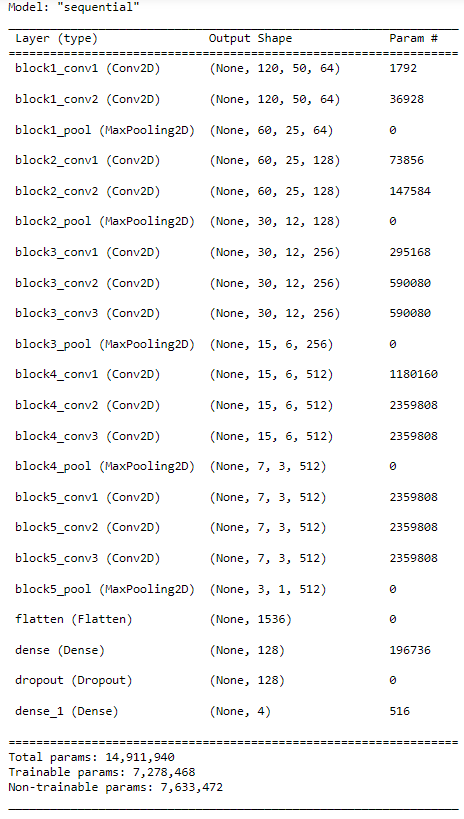 Model: "sequential"
_________________________________________________________________
Layer (type) Output Shape Param #
=================================================================
block1_conv1 (Conv2D) (None, 120, 50, 64) 1792
block1_conv2 (Conv2D) (None, 120, 50, 64) 36928
block1_pool (MaxPooling2D) (None, 60, 25, 64) 0
block2_conv1 (Conv2D) (None, 60, 25, 128) 73856
block2_conv2 (Conv2D) (None, 60, 25, 128) 147584
block2_pool (MaxPooling2D) (None, 30, 12, 128) 0
block3_conv1 (Conv2D) (None, 30, 12, 256) 295168
block3_conv2 (Conv2D) (None, 30, 12, 256) 590080
block3_conv3 (Conv2D) (None, 30, 12, 256) 590080
block3_pool (MaxPooling2D) (None, 15, 6, 256) 0
block4_conv1 (Conv2D) (None, 15, 6, 512) 1180160
block4_conv2 (Conv2D) (None, 15, 6, 512) 2359808
block4_conv3 (Conv2D) (None, 15, 6, 512) 2359808
block4_pool (MaxPooling2D) (None, 7, 3, 512) 0
block5_conv1 (Conv2D) (None, 7, 3, 512) 2359808
block5_conv2 (Conv2D) (None, 7, 3, 512) 2359808
block5_conv3 (Conv2D) (None, 7, 3, 512) 2359808
block5_pool (MaxPooling2D) (None, 3, 1, 512) 0
flatten (Flatten) (None, 1536) 0
dense (Dense) (None, 128) 196736
dropout (Dropout) (None, 128) 0
dense_1 (Dense) (None, 4) 516
=================================================================
Total params: 14,911,940
Trainable params: 7,278,468
Non-trainable params: 7,633,472
_________________________________________________________________